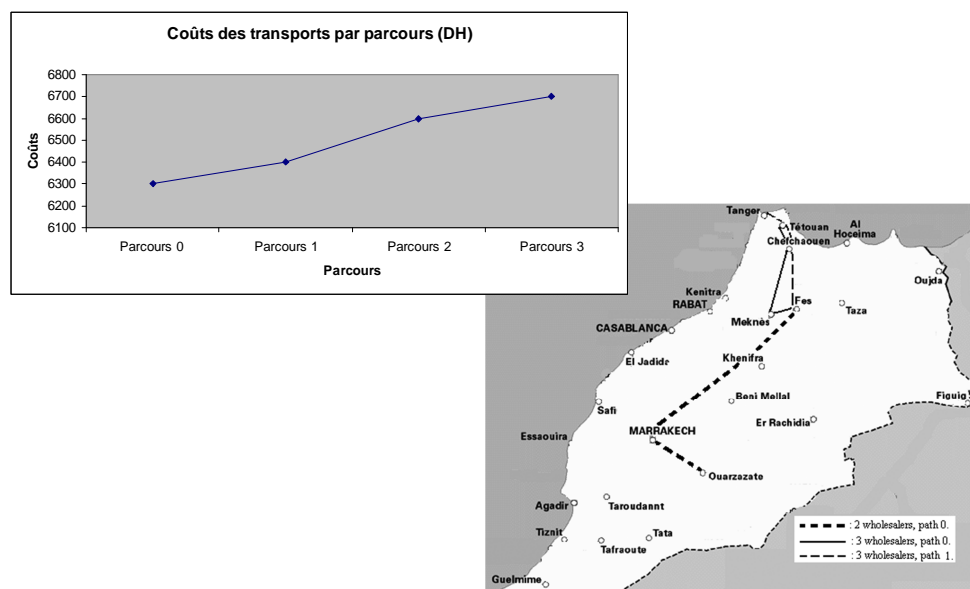 Coûts des transports par parcours (DH)
6800
6700
6600
6500
6400
6300
6200
6100
Coûts
Parcours 0 Parcours 1 Parcours 2 Parcours 3
Parcours
Tanger
Tétouan
Al
Hoceima
Chefchaouen
Oujda
Kenitra
RABAT
Fes
Taza
Meknès
CASABLANCA
El Jadida
Khenifra
Beni Mellal
Figuig
Safi
Er Rachidia
Essaouira
MARRAKECH
Ouarzazate
Agadir
Taroudannt
Tiznit
Tata
Tafraoute
Guelmime
: 2 wholesalers, path 0.
: 3 wholesalers, path 0.
: 3 wholesalers, path 1.